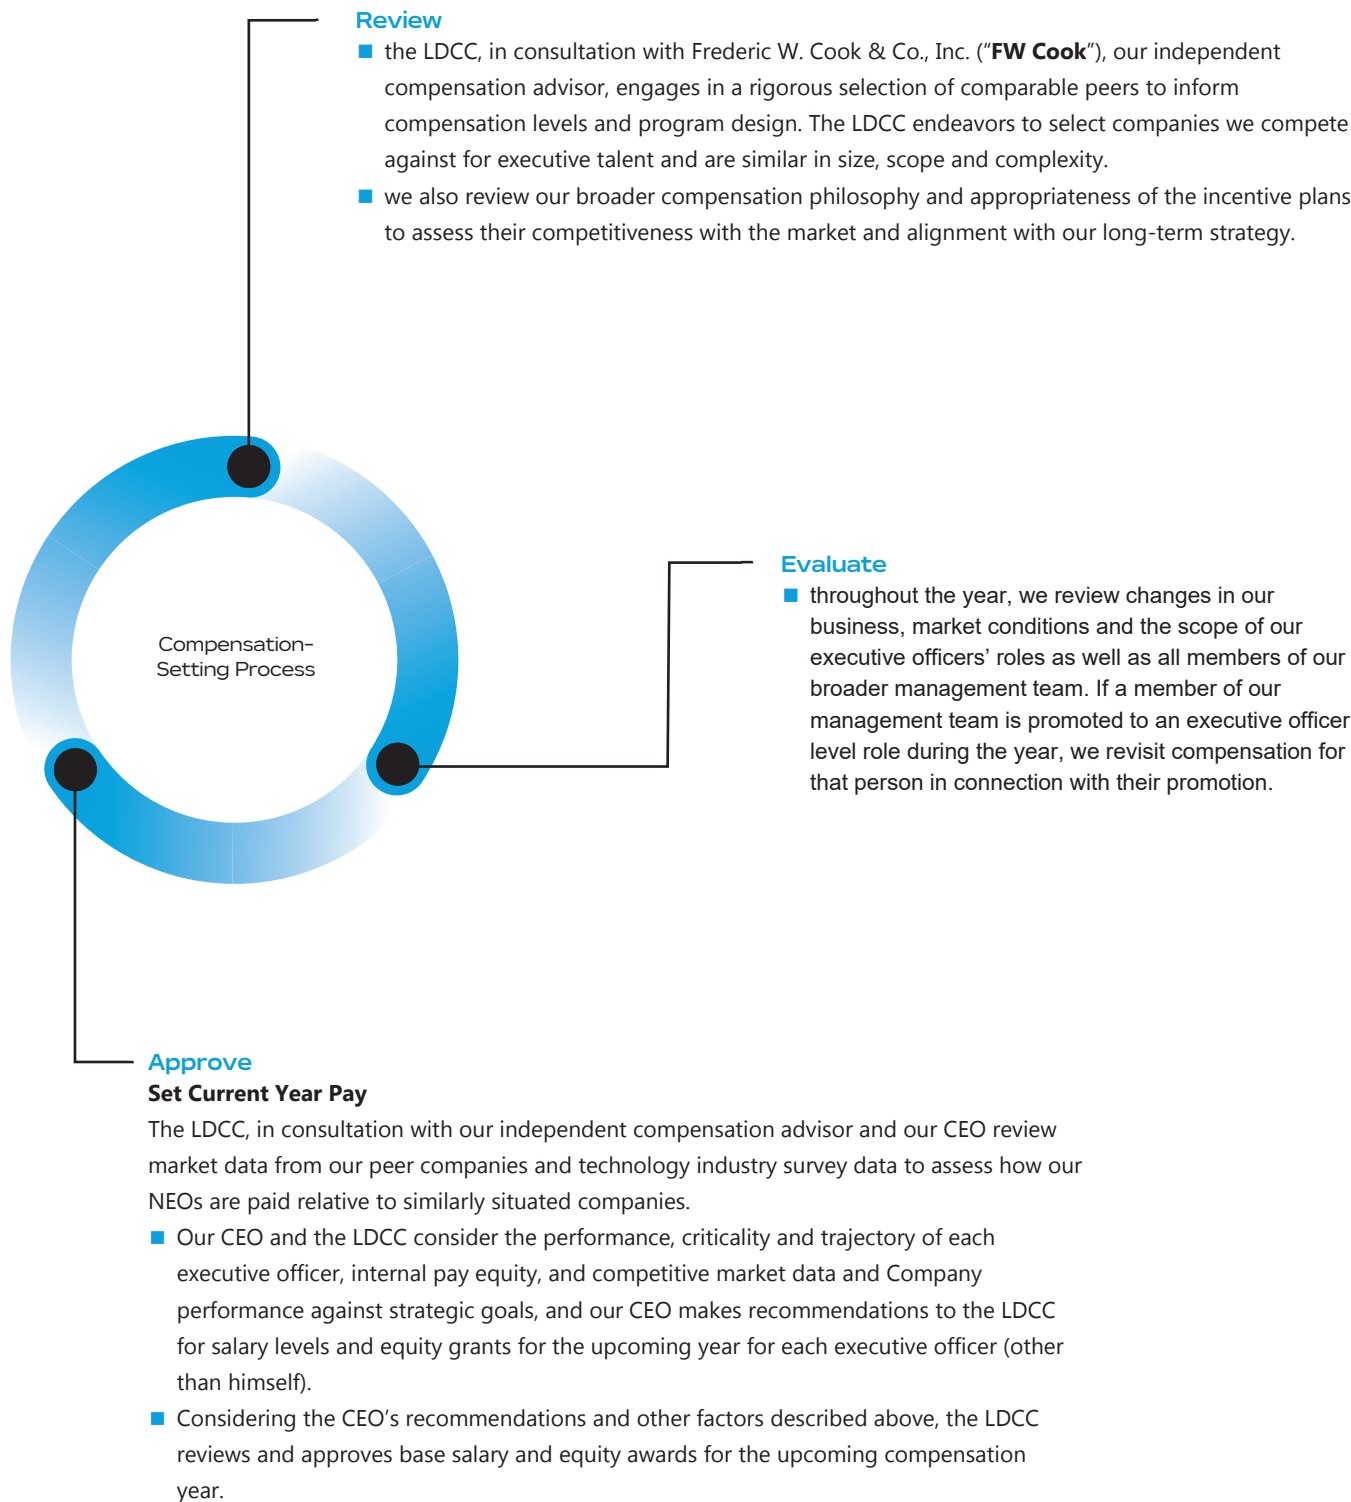 Review
■ the LDCC, in consultation with Frederic W. Cook & Co., Inc. (“FW Cook”), our independent
compensation advisor, engages in a rigorous selection of comparable peers to inform
compensation levels and program design. The LDCC endeavors to select companies we compete
against for executive talent and are similar in size, scope and complexity.
■ we also review our broader compensation philosophy and appropriateness of the incentive plans
to assess their competitiveness with the market and alignment with our long-term strategy.
Compensation-
Setting Process
Evaluate
■ throughout the year, we review changes in our
business, market conditions and the scope of our
executive officers’ roles as well as all members of our
broader management team. If a member of our
management team is promoted to an executive officer
level role during the year, we revisit compensation for
that person in connection with their promotion.
Approve
Set Current Year Pay
The LDCC, in consultation with our independent compensation advisor and our CEO review
market data from our peer companies and technology industry survey data to assess how our
NEOs are paid relative to similarly situated companies.
■ Our CEO and the LDCC consider the performance, criticality and trajectory of each
executive officer, internal pay equity, and competitive market data and Company
performance against strategic goals, and our CEO makes recommendations to the LDCC
for salary levels and equity grants for the upcoming year for each executive officer (other
than himself).
■ Considering the CEO’s recommendations and other factors described above, the LDCC
reviews and approves base salary and equity awards for the upcoming compensation
year.